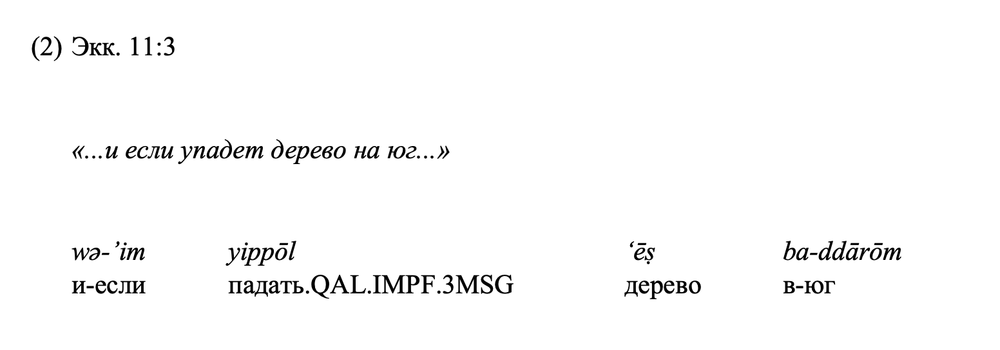 (2) Экк. 11:3
«...и если упадет дерево на юг...»
wə-’im yippōl ‘ēṣ ba-ddārōm
и-если падать.QAL.IMPF.3MSG дерево в-юг